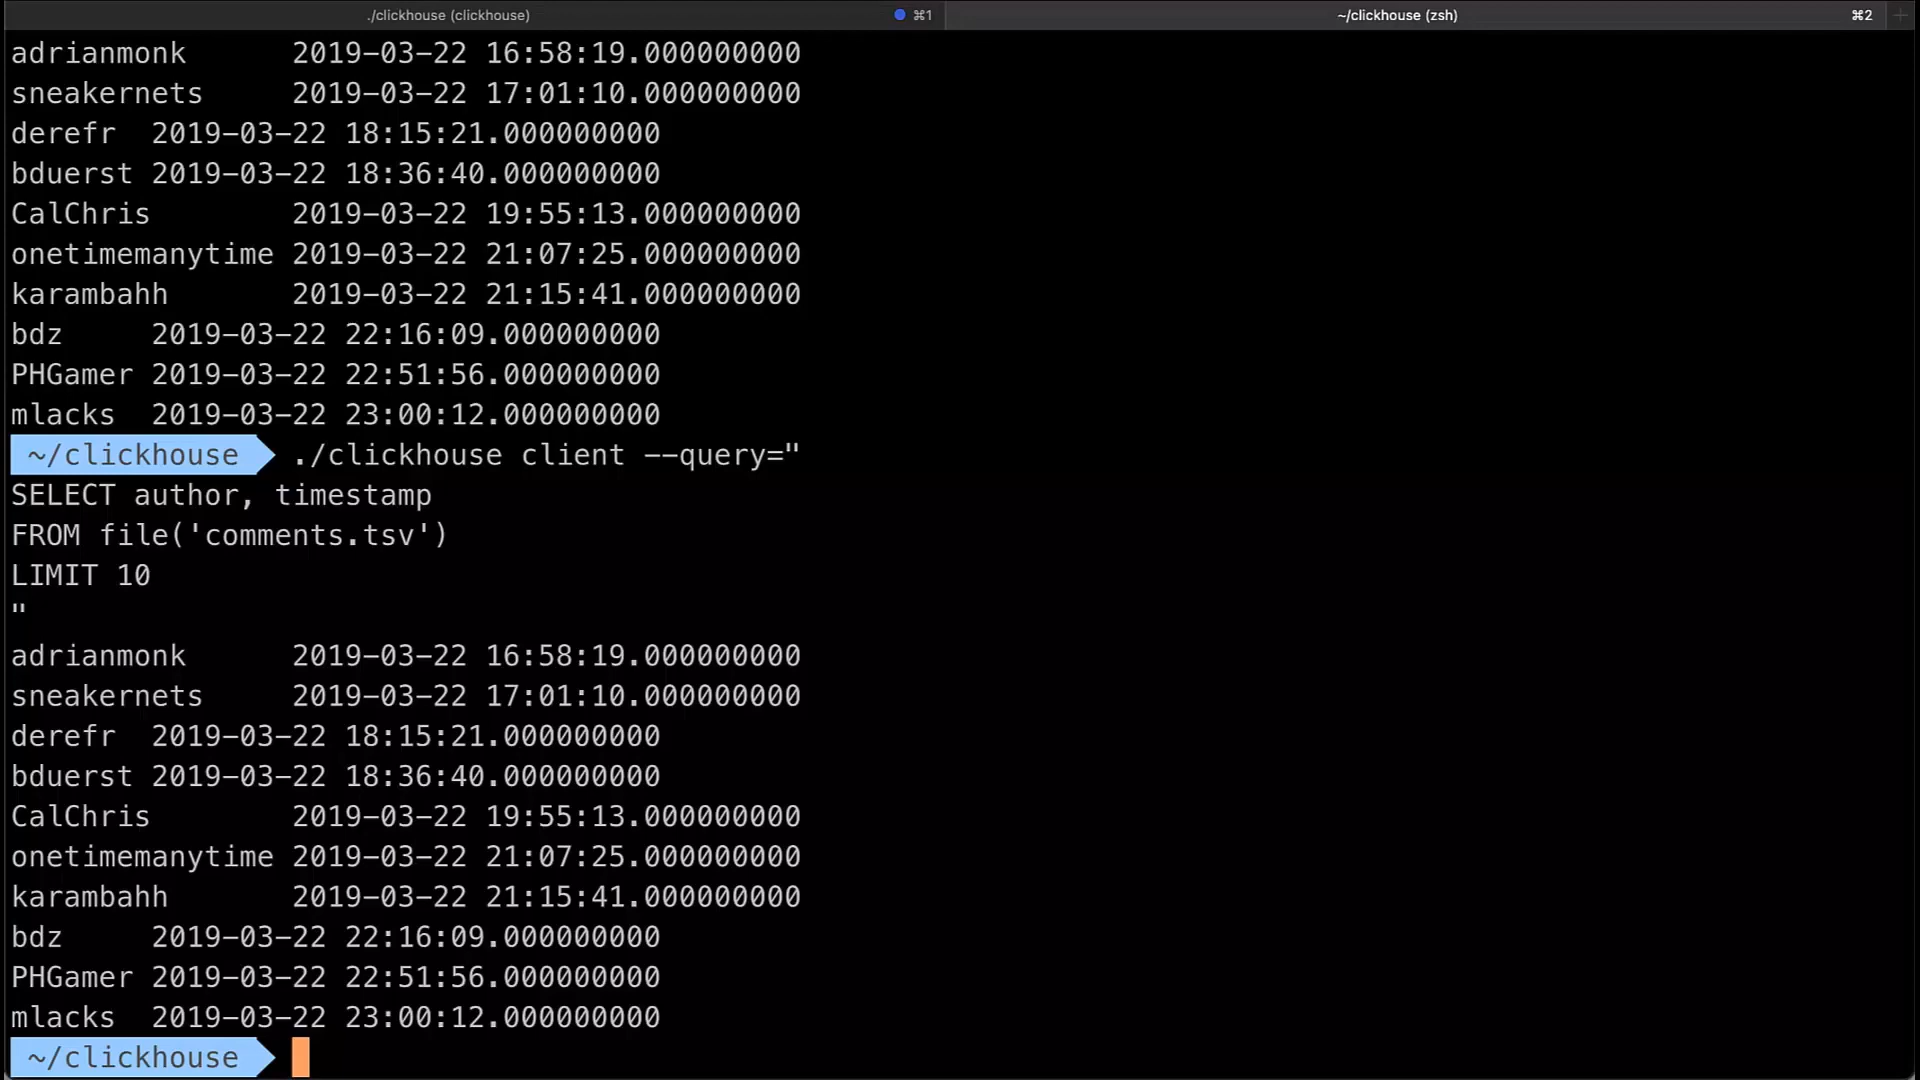 ./clickhouse (clickhouse) ⌘1 ~/clickhouse (zsh) ⌘2 +
adrianmonk 2019-03-22 16:58:19.000000000
sneakernets 2019-03-22 17:01:10.000000000
derefr 2019-03-22 18:15:21.000000000
bduerst 2019-03-22 18:36:40.000000000
CalChris 2019-03-22 19:55:13.000000000
onetimemanytime 2019-03-22 21:07:25.000000000
karambahh 2019-03-22 21:15:41.000000000
bdz 2019-03-22 22:16:09.000000000
PHGamer 2019-03-22 22:51:56.000000000
mlacks 2019-03-22 23:00:12.000000000
~/clickhouse ./clickhouse client --query="
SELECT author, timestamp
FROM file('comments.tsv')
LIMIT 10
"
adrianmonk 2019-03-22 16:58:19.000000000
sneakernets 2019-03-22 17:01:10.000000000
derefr 2019-03-22 18:15:21.000000000
bduerst 2019-03-22 18:36:40.000000000
CalChris 2019-03-22 19:55:13.000000000
onetimemanytime 2019-03-22 21:07:25.000000000
karambahh 2019-03-22 21:15:41.000000000
bdz 2019-03-22 22:16:09.000000000
PHGamer 2019-03-22 22:51:56.000000000
mlacks 2019-03-22 23:00:12.000000000
~/clickhouse